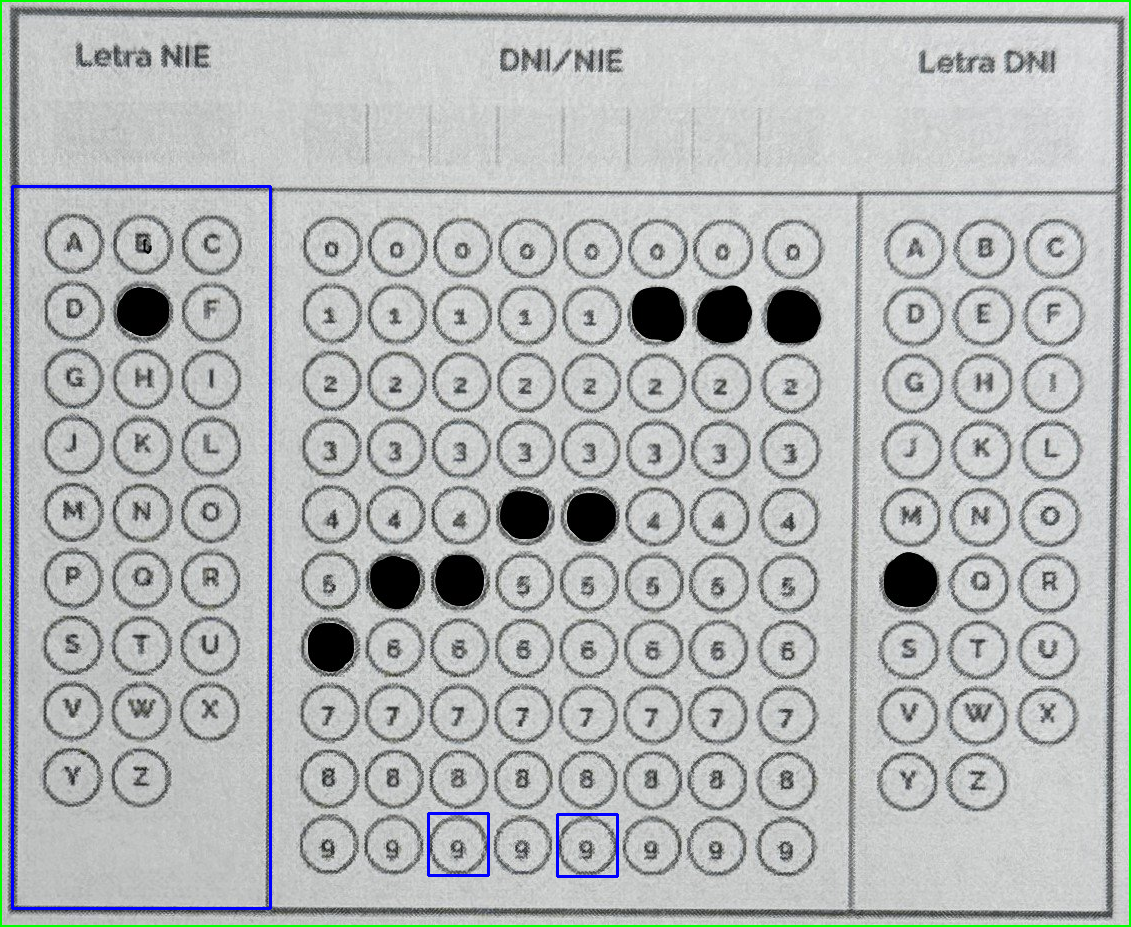 Letra NIE DNI/NIE Letra DNI
A B C 0 0 0 0 0 0 0 0 A B C
D F 1 1 1 1 1 D E F
G H I 2 2 2 2 2 2 2 2 G H I
J K L 3 3 3 3 3 3 3 3 J K L
M N O 4 4 4 4 4 4 M N O
P Q R 5 5 5 5 5 5 Q R
S T U 6 6 6 6 6 6 6 S T U
V W X 7 7 7 7 7 7 7 7 V W X
Y Z 8 8 8 8 8 8 8 8 Y Z
9 9 9 9 9 9 9 9